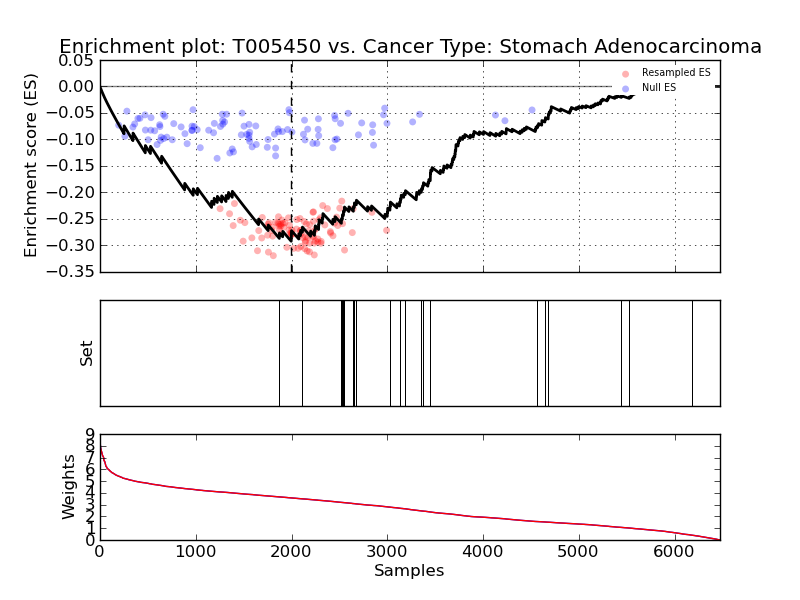 Enrichment plot: T005450 vs. Cancer Type: Stomach Adenocarcinoma
Enrichment score (ES)
0.05
0.00
−0.05
−0.10
−0.15
−0.20
−0.25
−0.30
−0.35
Resampled ES
Null ES
Set
Weights
9
8
7
6
5
4
3
2
1
0
0 1000 2000 3000 4000 5000 6000
Samples